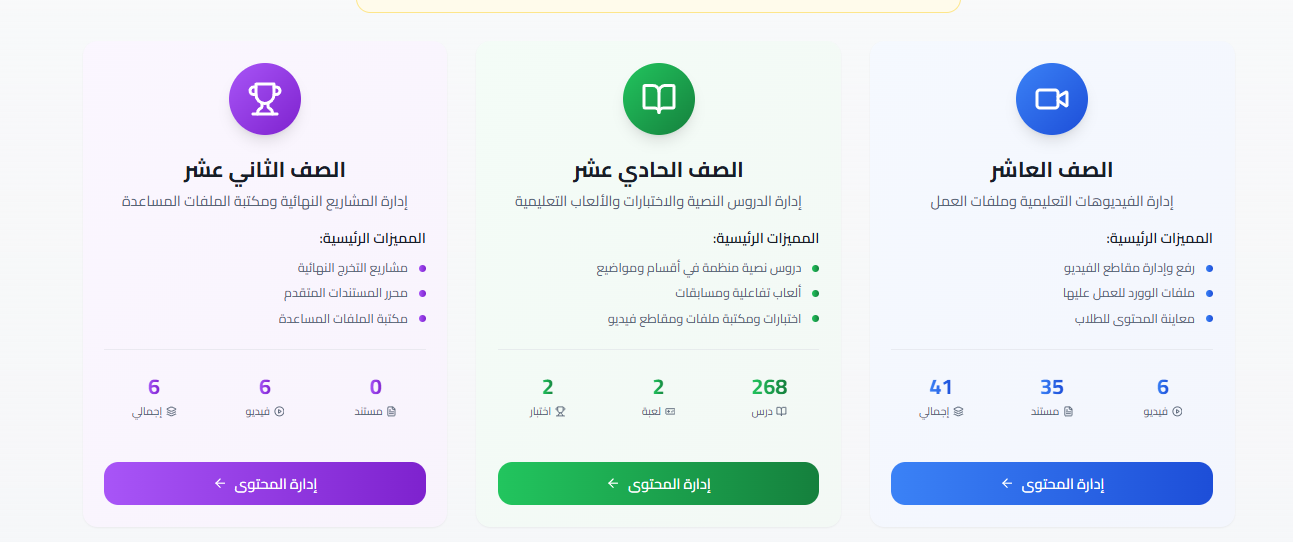 الصف العاشر
إدارة الفيديوهات التعليمية وملفات العمل
المميزات الرئيسية:
رفع وإدارة مقاطع الفيديو
ملفات الوورد للعمل عليها
معاينة المحتوى للطلاب
6 35 41
فيديو مستند إجمالي
إدارة المحتوى
الصف الحادي عشر
إدارة الدروس النصية والاختبارات والألعاب التعليمية
المميزات الرئيسية:
دروس نصية منظمة في أقسام ومواضيع
ألعاب تفاعلية ومسابقات
اختبارات ومكتبة ملفات ومقاطع فيديو
268 2 2
درس لعبة اختبار
إدارة المحتوى
الصف الثاني عشر
إدارة المشاريع النهائية ومكتبة الملفات المساعدة
المميزات الرئيسية:
مشاريع التخرج النهائية
محرر المستندات المتقدم
مكتبة الملفات المساعدة
0 6 6
مستند فيديو إجمالي
إدارة المحتوى